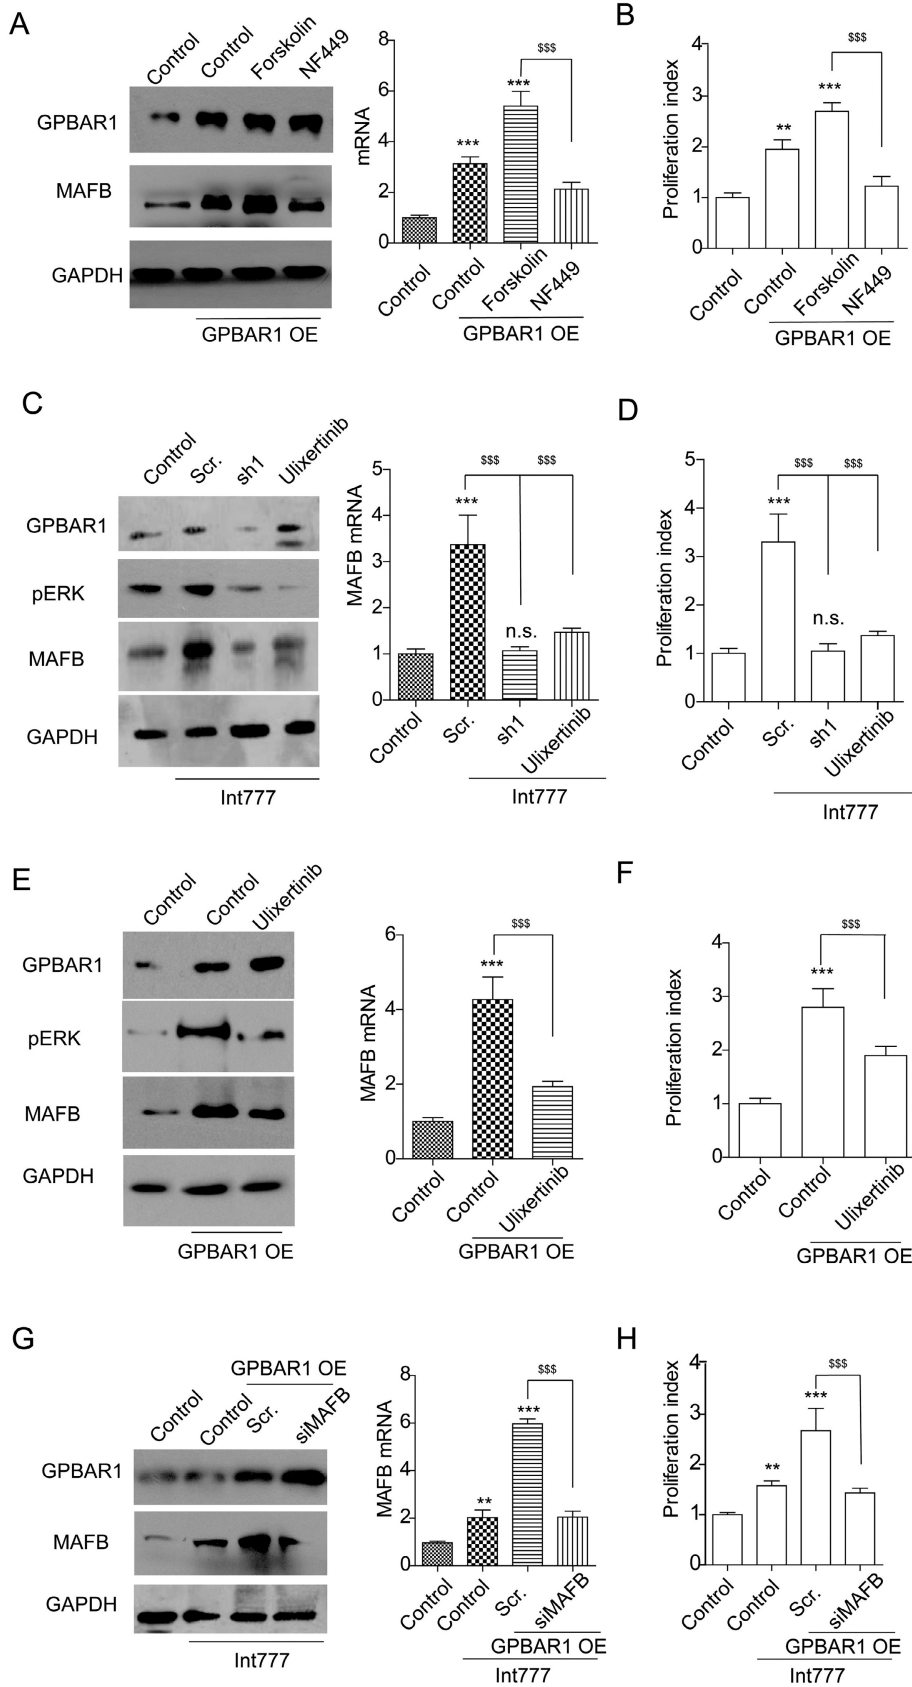 A
Control
Control
Forskolin
NF449
GPBAR1
MAFB
GAPDH
GPBAR1 OE
mRNA
8
6
4
2
0
***
***
$$$
Control
Control
Forskolin
NF449
GPBAR1 OE
B
Proliferation index
4
3
2
1
0
**
***
$$$
Control
Control
Forskolin
NF449
GPBAR1 OE
C
Control
Scr.
sh1
Ulixertinib
GPBAR1
pERK
MAFB
GAPDH
Int777
MAFB mRNA
5
4
3
2
1
0
***
$$$
$$$
n.s.
Control
Scr.
sh1
Ulixertinib
Int777
D
Proliferation index
5
4
3
2
1
0
***
$$$
$$$
n.s.
Control
Scr.
sh1
Ulixertinib
Int777
E
Control
Control
Ulixertinib
GPBAR1
pERK
MAFB
GAPDH
GPBAR1 OE
MAFB mRNA
6
4
2
0
***
$$$
Control
Control
Ulixertinib
GPBAR1 OE
F
Proliferation index
4
3
2
1
0
***
$$$
Control
Control
Ulixertinib
GPBAR1 OE
G
GPBAR1 OE
Control
Control
Scr.
siMAFB
GPBAR1
MAFB
GAPDH
Int777
MAFB mRNA
8
6
4
2
0
**
***
$$$
Control
Control
Scr.
siMAFB
GPBAR1 OE
Int777
H
Proliferation index
4
3
2
1
0
**
***
$$$
Control
Control
Scr.
siMAFB
GPBAR1 OE
Int777